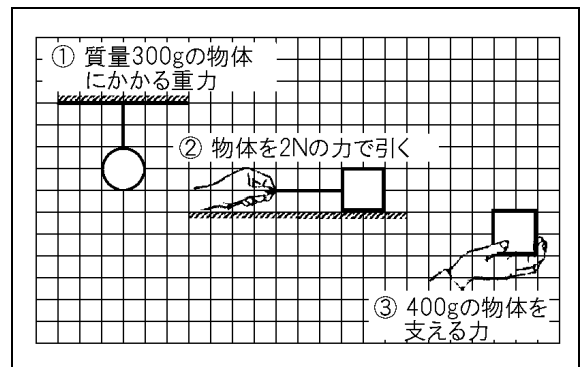 ① 質量300gの物体
にかかる重力
② 物体を2Nの力で引く
③ 400gの物体を
支える力